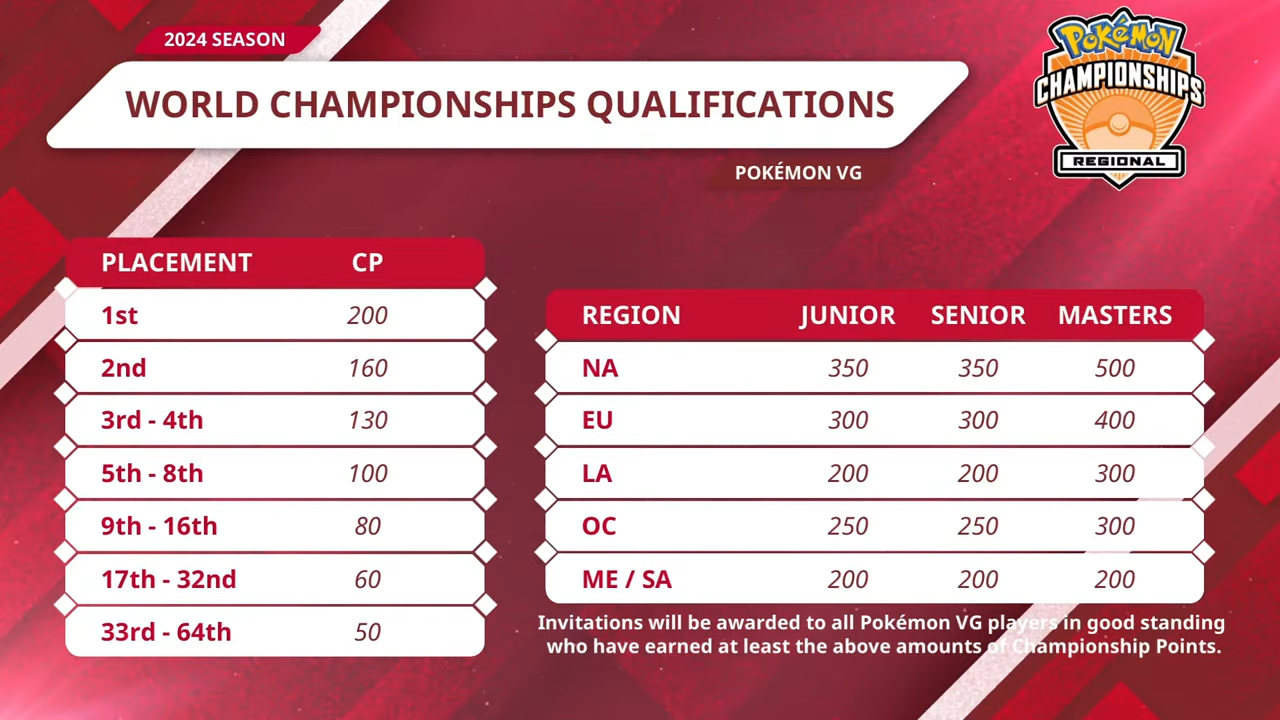 2024 SEASON
WORLD CHAMPIONSHIPS QUALIFICATIONS
POKÉMON VG
POKÉMON
CHAMPIONSHIPS
REGIONAL
PLACEMENT CP
1st 200
2nd 160
3rd - 4th 130
5th - 8th 100
9th - 16th 80
17th - 32nd 60
33rd - 64th 50
REGION JUNIOR SENIOR MASTERS
NA 350 350 500
EU 300 300 400
LA 200 200 300
OC 250 250 300
ME / SA 200 200 200
Invitations will be awarded to all Pokémon VG players in good standing
who have earned at least the above amounts of Championship Points.